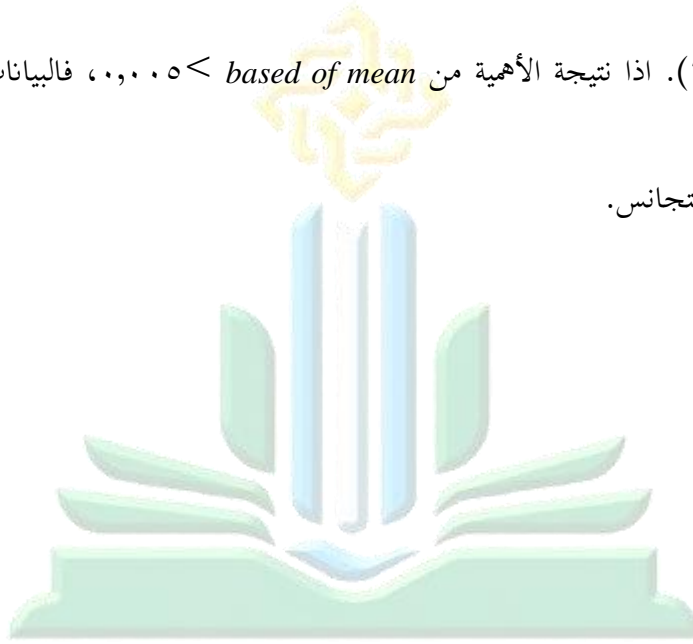 ). اذا نتيجة الأهمية من based of mean > ٠,٠٠٥، فالبيانات
تجانس.